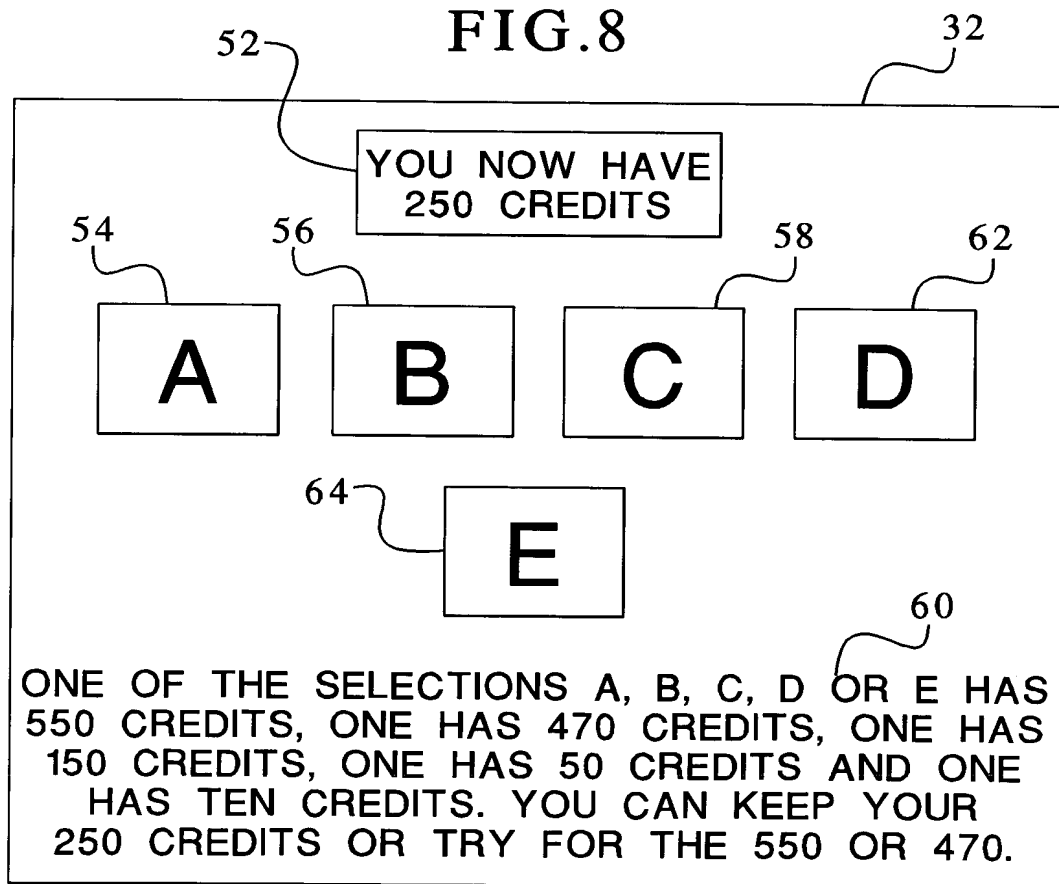 FIG.8
52
32
YOU NOW HAVE
250 CREDITS
54
56
58
62
A
B
C
D
64
E
60
ONE OF THE SELECTIONS A, B, C, D OR E HAS
550 CREDITS, ONE HAS 470 CREDITS, ONE HAS
150 CREDITS, ONE HAS 50 CREDITS AND ONE
HAS TEN CREDITS. YOU CAN KEEP YOUR
250 CREDITS OR TRY FOR THE 550 OR 470.